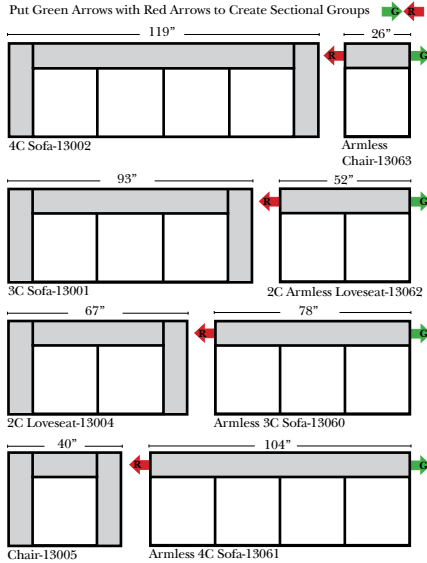 Put Green Arrows with Red Arrows to Create Sectional Groups G R
119” 26”
R G
4C Sofa-13002 Armless
Chair-13063
93” 52”
R G
3C Sofa-13001 2C Armless Loveseat-13062
67” 78”
R G
2C Loveseat-13004 Armless 3C Sofa-13060
40” 104”
R G
Chair-13005 Armless 4C Sofa-13061